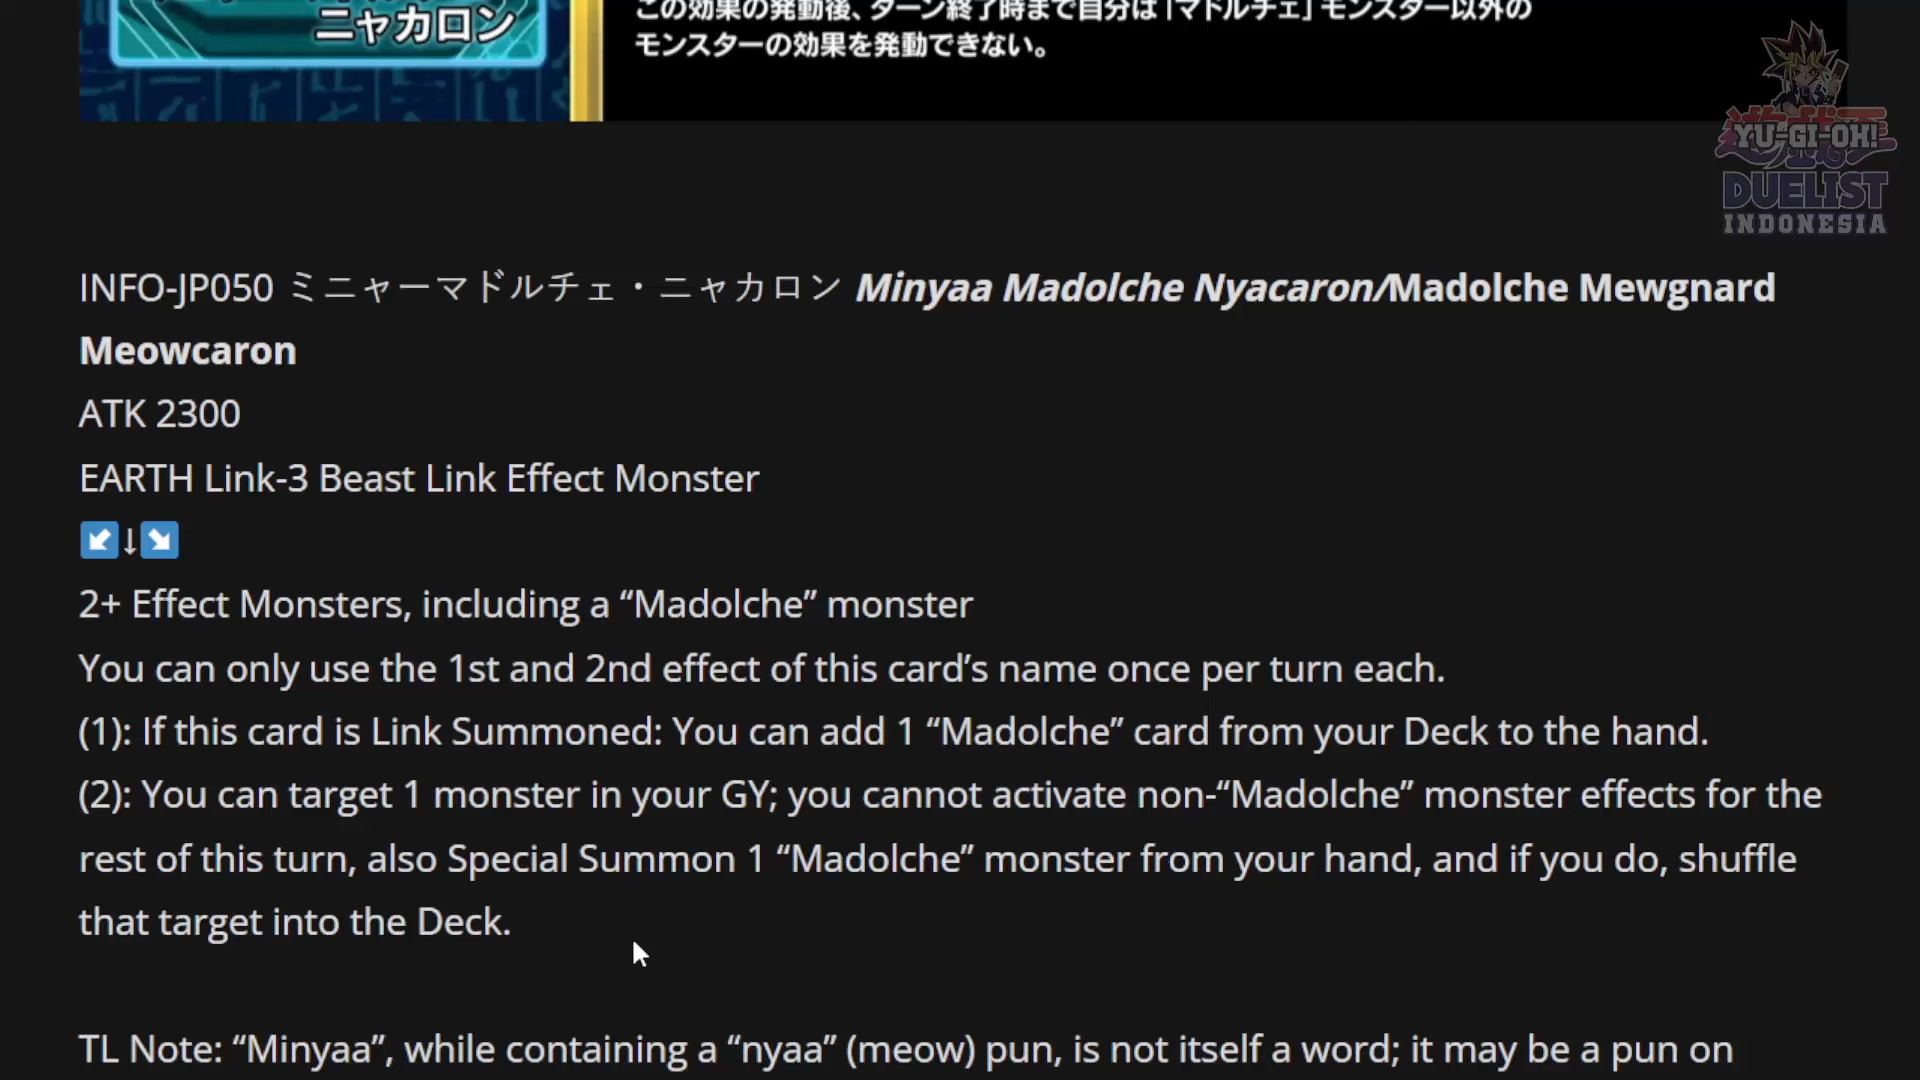 ニャカロン
この効果の発動後、ターン終了時まで自分は「マドルチェ」モンスター以外の
モンスターの効果を発動できない。
YU-GI-OH!
DUELIST
INDONESIA
INFO-JP050 ミニャーマドルチェ・ニャカロン Minyaa Madolche Nyacaron/Madolche Mewgnard
Meowcaron
ATK 2300
EARTH Link-3 Beast Link Effect Monster
↙↓↘
2+ Effect Monsters, including a “Madolche” monster
You can only use the 1st and 2nd effect of this card’s name once per turn each.
(1): If this card is Link Summoned: You can add 1 “Madolche” card from your Deck to the hand.
(2): You can target 1 monster in your GY; you cannot activate non-“Madolche” monster effects for the
rest of this turn, also Special Summon 1 “Madolche” monster from your hand, and if you do, shuffle
that target into the Deck.
TL Note: “Minyaa”, while containing a “nyaa” (meow) pun, is not itself a word; it may be a pun on